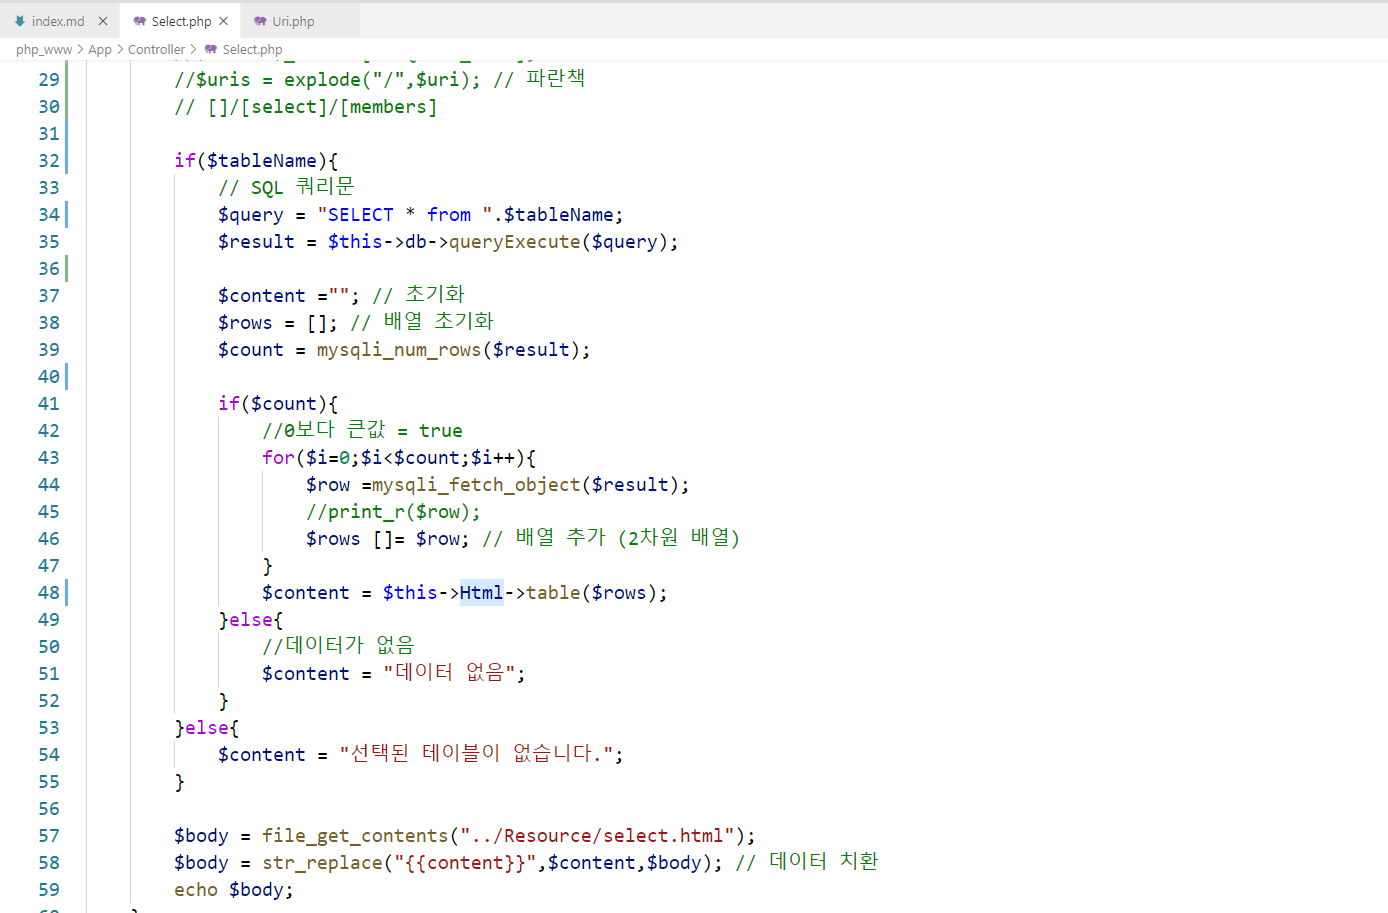 index.md
Select.php
Uri.php
php_www > App > Controller > Select.php
29 //$uris = explode("/",$uri); // 파란책
30 // []/[select]/[members]
31
32 if($tableName){
33 // SQL 쿼리문
34 $query = "SELECT * from ".$tableName;
35 $result = $this->db->queryExecute($query);
36
37 $content =""; // 초기화
38 $rows = []; // 배열 초기화
39 $count = mysqli_num_rows($result);
40
41 if($count){
42 //0보다 큰값 = true
43 for($i=0;$i<$count;$i++){
44 $row =mysqli_fetch_object($result);
45 //print_r($row);
46 $rows []= $row; // 배열 추가 (2차원 배열)
47 }
48 $content = $this->Html->table($rows);
49 }else{
50 //데이터가 없음
51 $content = "데이터 없음";
52 }
53 }else{
54 $content = "선택된 테이블이 없습니다.";
55 }
56
57 $body = file_get_contents("../Resource/select.html");
58 $body = str_replace("{{content}}",$content,$body); // 데이터 치환
59 echo $body;